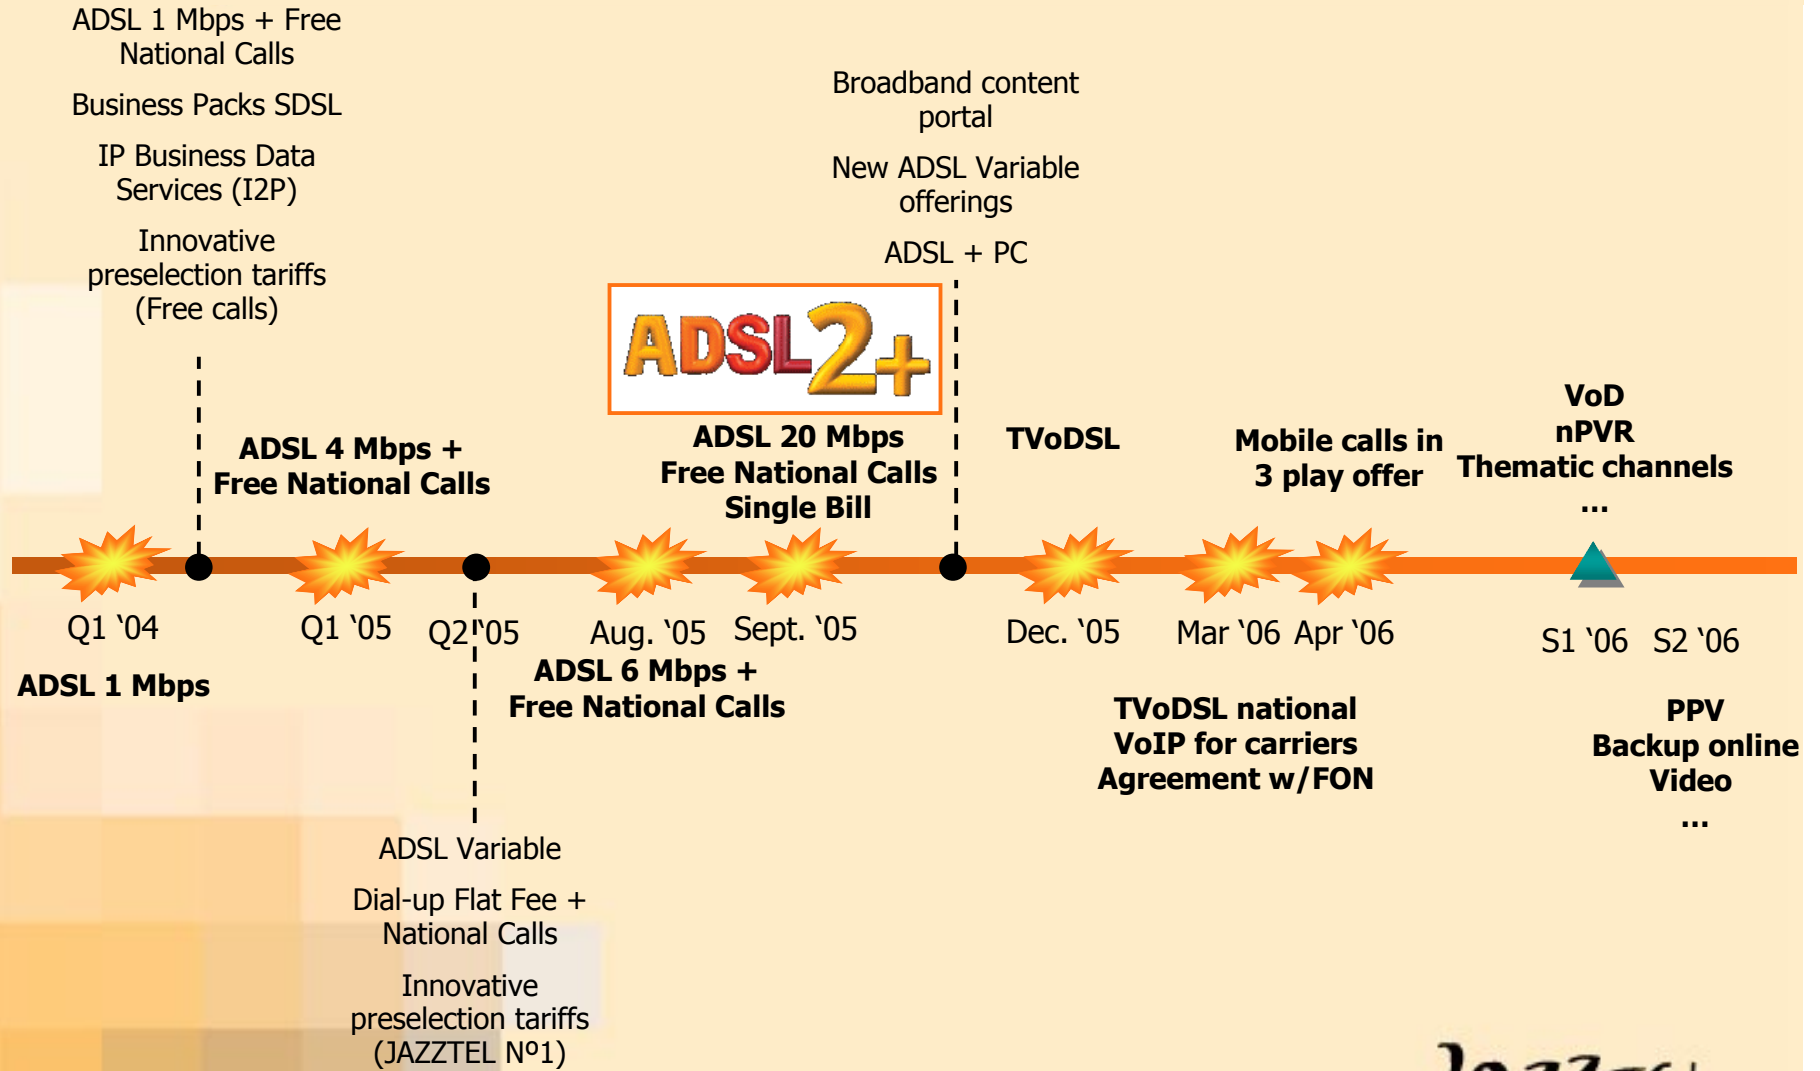 ADSL 1 Mbps + Free
National Calls
Business Packs SDSL
IP Business Data
Services (I2P)
Innovative
preselection tariffs
(Free calls)
Broadband content
portal
New ADSL Variable
offerings
ADSL + PC
ADSL2+
ADSL 4 Mbps +
Free National Calls
ADSL 20 Mbps
Free National Calls
Single Bill
TVoDSL
Mobile calls in
3 play offer
VoD
nPVR
Thematic channels
...
Q1 ‘04
Q1 ‘05
Q2 ‘05
Aug. ‘05
Sept. ‘05
Dec. ‘05
Mar ‘06
Apr ‘06
S1 ‘06
S2 ‘06
ADSL 1 Mbps
ADSL 6 Mbps +
Free National Calls
TVoDSL national
VoIP for carriers
Agreement w/FON
PPV
Backup online
Video
...
ADSL Variable
Dial-up Flat Fee +
National Calls
Innovative
preselection tariffs
(JAZZTEL Nº1)